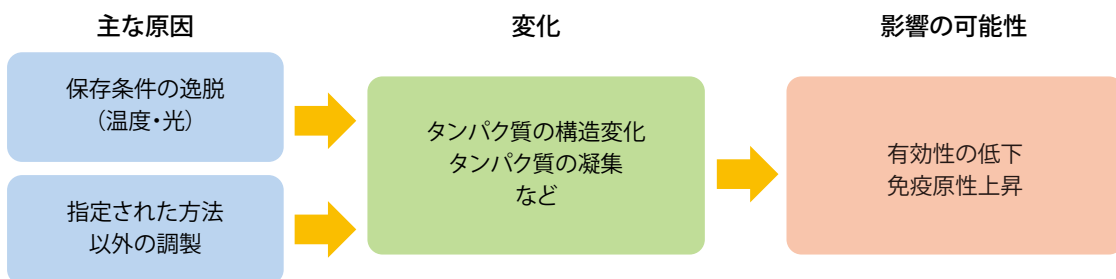 主な原因
変化
影響の可能性
保存条件の逸脱
（温度・光）
指定された方法
以外の調製
タンパク質の構造変化
タンパク質の凝集
など
有効性の低下
免疫原性上昇